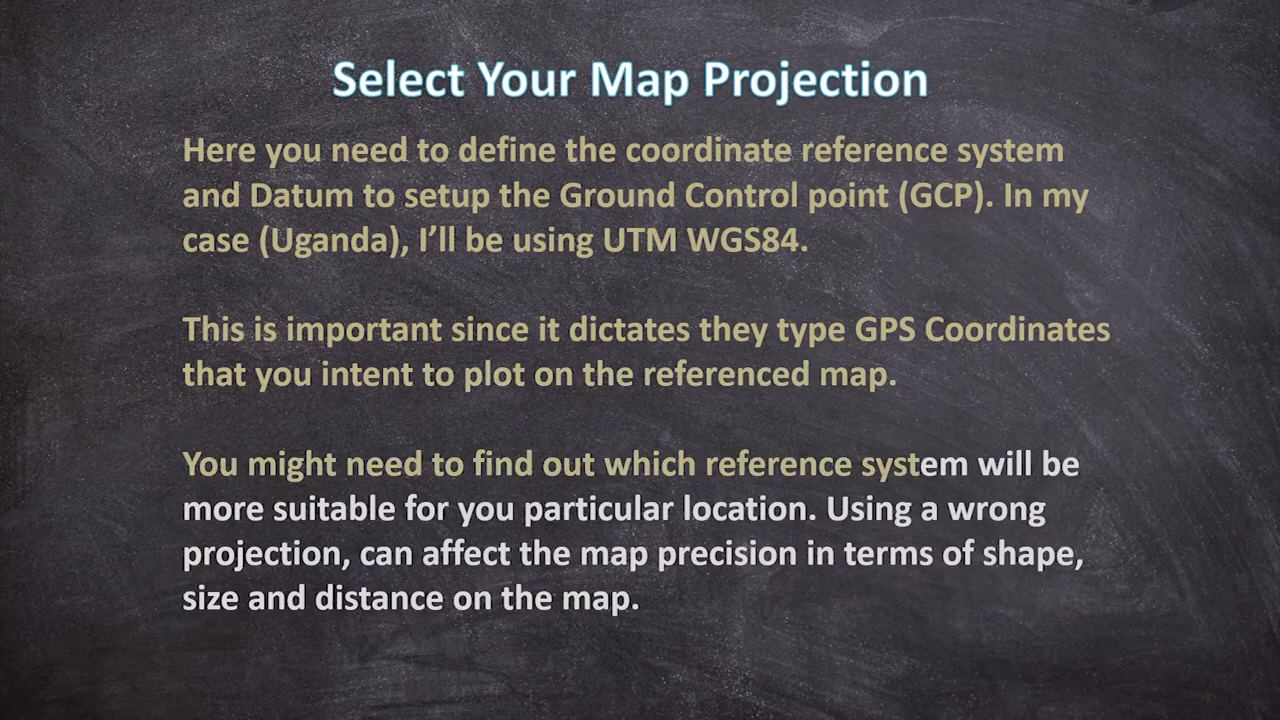 Select Your Map Projection
Here you need to define the coordinate reference system
and Datum to setup the Ground Control point (GCP). In my
case (Uganda), I’ll be using UTM WGS84.
This is important since it dictates they type GPS Coordinates
that you intent to plot on the referenced map.
You might need to find out which reference system will be
more suitable for you particular location. Using a wrong
projection, can affect the map precision in terms of shape,
size and distance on the map.